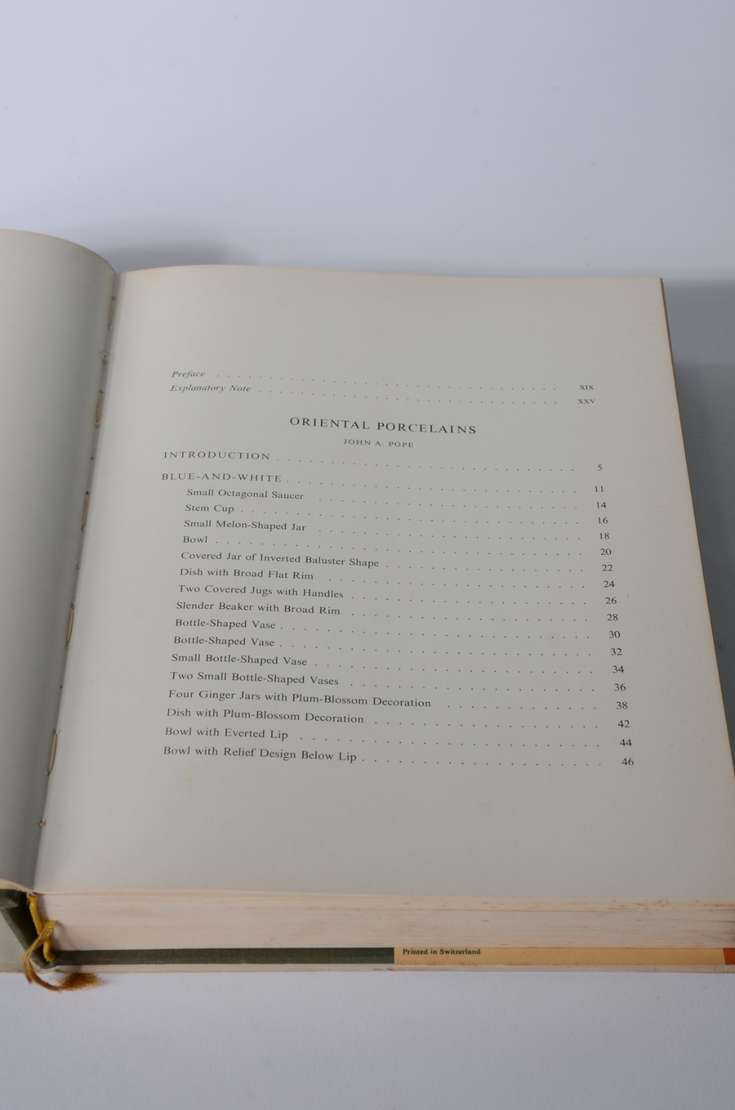 Preface . . . . . . . . . . . . . . . . . . . . . . . . . . . XIX
Explanatory Note . . . . . . . . . . . . . . . . . . . . . . . . XXV
ORIENTAL PORCELAINS
JOHN A. POPE
INTRODUCTION . . . . . . . . . . . . . . . . . . . . . . . 5
BLUE-AND-WHITE . . . . . . . . . . . . . . . . . . . . . . . 11
Small Octagonal Saucer . . . . . . . . . . . . . . . . . . . . . 14
Stem Cup . . . . . . . . . . . . . . . . . . . . . . . . . . 16
Small Melon-Shaped Jar . . . . . . . . . . . . . . . . . . . . . 18
Bowl . . . . . . . . . . . . . . . . . . . . . . . . . . . . 20
Covered Jar of Inverted Baluster Shape . . . . . . . . . . . . . . . . 22
Dish with Broad Flat Rim . . . . . . . . . . . . . . . . . . . . 24
Two Covered Jugs with Handles . . . . . . . . . . . . . . . . . . 26
Slender Beaker with Broad Rim . . . . . . . . . . . . . . . . . . 28
Bottle-Shaped Vase . . . . . . . . . . . . . . . . . . . . . . 30
Bottle-Shaped Vase . . . . . . . . . . . . . . . . . . . . . . 32
Small Bottle-Shaped Vase . . . . . . . . . . . . . . . . . . . . 34
Two Small Bottle-Shaped Vases . . . . . . . . . . . . . . . . . . 36
Four Ginger Jars with Plum-Blossom Decoration . . . . . . . . . . . . 38
Dish with Plum-Blossom Decoration . . . . . . . . . . . . . . . . 42
Bowl with Everted Lip . . . . . . . . . . . . . . . . . . . . . 44
Bowl with Relief Design Below Lip . . . . . . . . . . . . . . . . . 46
Printed in Switzerland